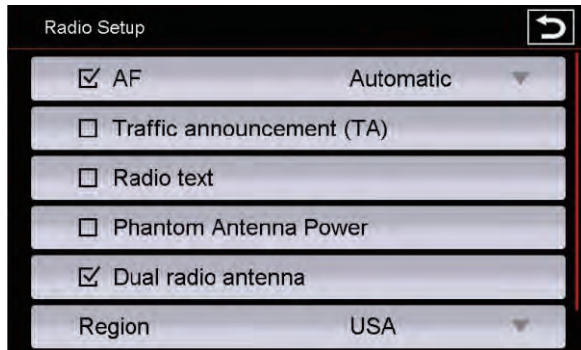 Radio Setup
AF Automatic
Traffic announcement (TA)
Radio text
Phantom Antenna Power
Dual radio antenna
Region USA